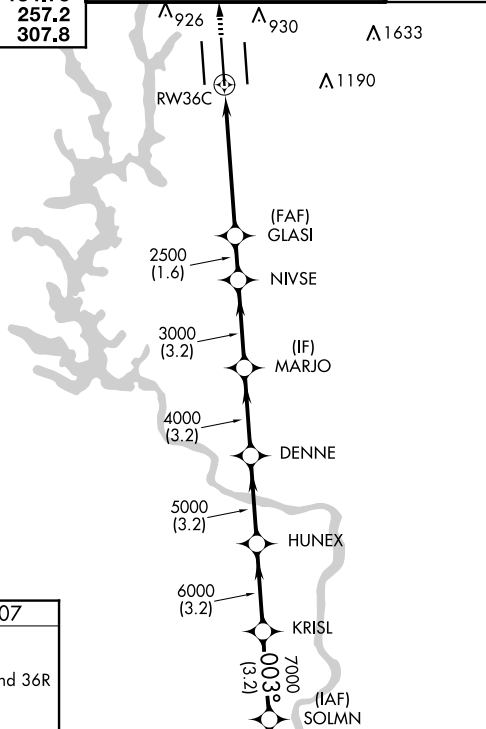 257.2
307.8
926
930
1633
1190
RW36C
(FAF)
GLASI
2500
(1.6)
NIVSE
3000
(3.2)
(IF)
MARJO
4000
(3.2)
DENNE
5000
(3.2)
HUNEX
6000
(3.2)
KRISL
7000
003°
(3.2)
(IAF)
SOLMN
07
nd 36R